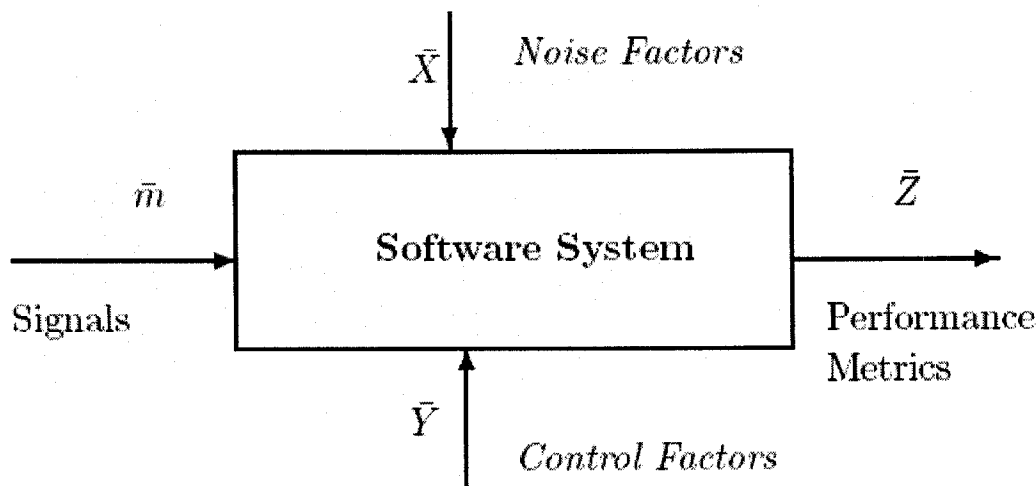 X̄
Noise Factors
m̄
Z̄
Software System
Signals
Performance
Metrics
Ȳ
Control Factors